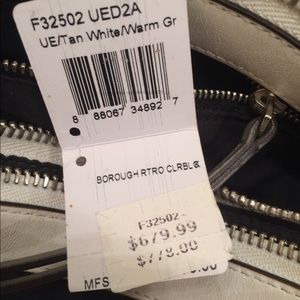 F32502 UED2A
UE/Tan White/Warm Gr
8 88067 34892 7
BOROUGH RTRO CLRBLCK
F32502
$679.99
$778.00
MFS